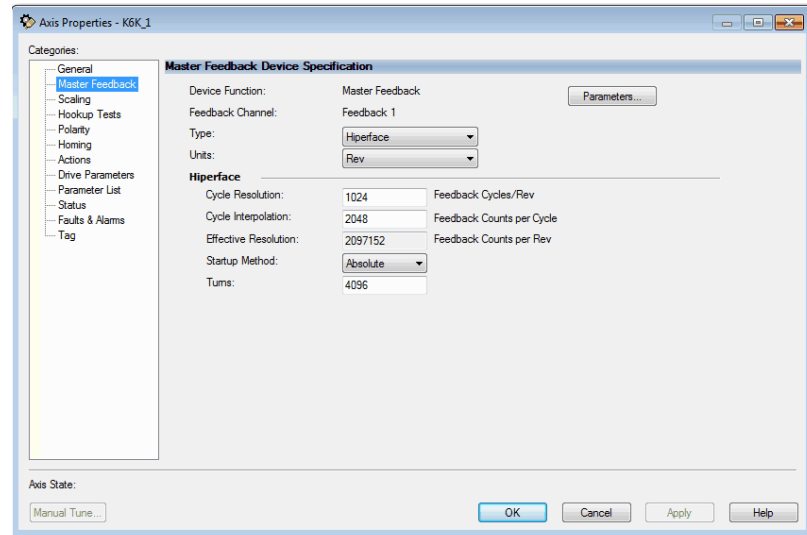 Axis Properties - K6K_1
Categories:
General
Master Feedback
Scaling
Hookup Tests
Polarity
Homing
Actions
Drive Parameters
Parameter List
Status
Faults & Alarms
Tag
Master Feedback Device Specification
Device Function: Master Feedback Parameters...
Feedback Channel: Feedback 1
Type: Hiperface
Units: Rev
Hiperface
Cycle Resolution: 1024 Feedback Cycles/Rev
Cycle Interpolation: 2048 Feedback Counts per Cycle
Effective Resolution: 2097152 Feedback Counts per Rev
Startup Method: Absolute
Turns: 4096
Axis State:
Manual Tune... OK Cancel Apply Help